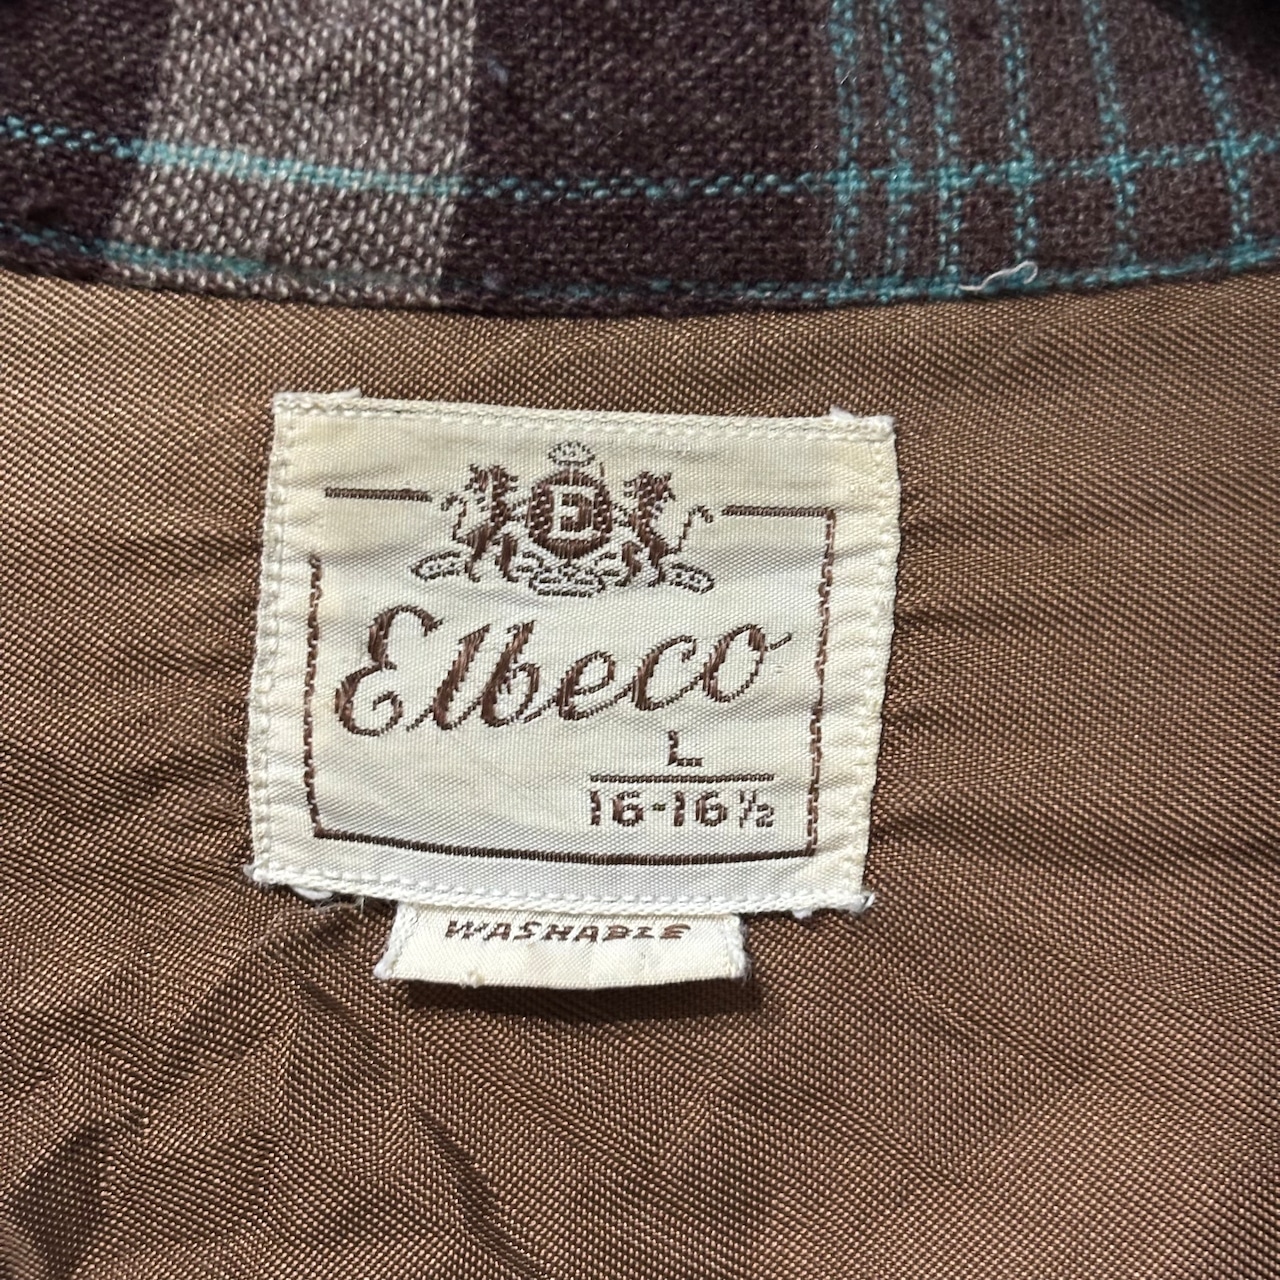 E
Elbeco
L
16-16½
WASHABLE